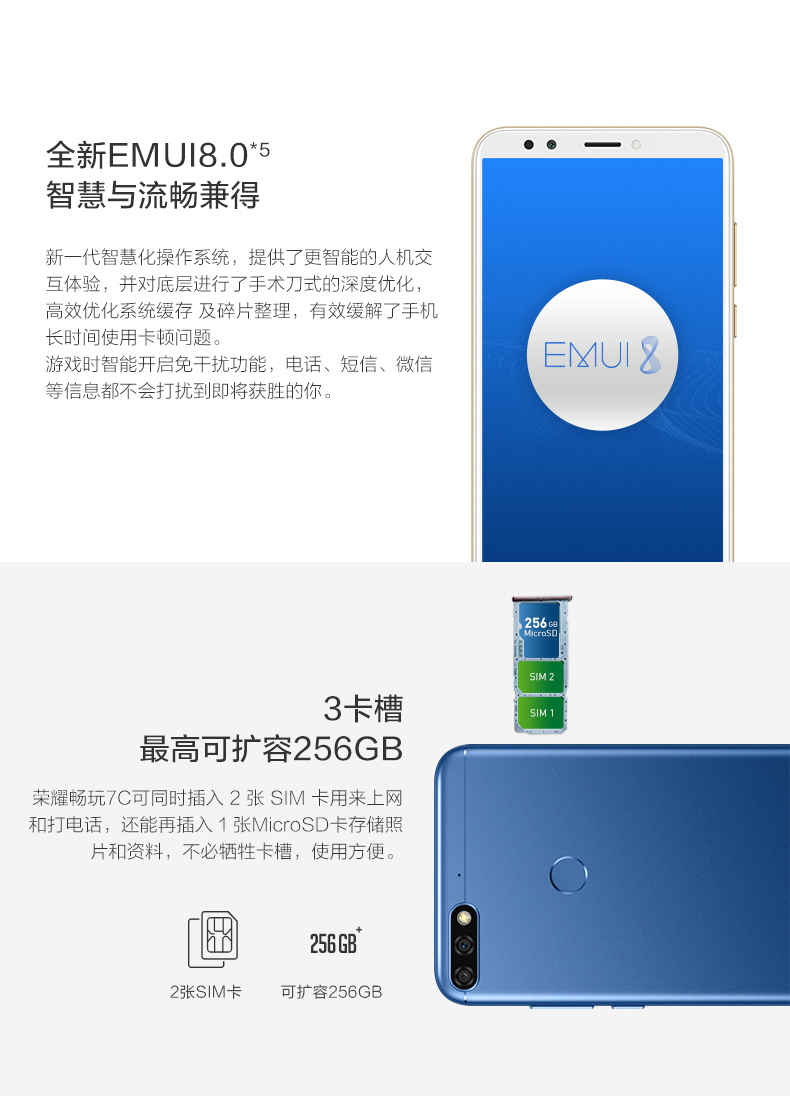 全新EMUI8.0*5
智慧与流畅兼得
新一代智慧化操作系统，提供了更智能的人机交
互体验，并对底层进行了手术刀式的深度优化，
高效优化系统缓存 及碎片整理，有效缓解了手机
长时间使用卡顿问题。
游戏时智能开启免干扰功能，电话、短信、微信
等信息都不会打扰到即将获胜的你。
EMUI 8
256 GB
MicroSD
SIM 2
SIM 1
3卡槽
最高可扩容256GB
荣耀畅玩7C可同时插入 2 张 SIM 卡用来上网
和打电话，还能再插入 1 张MicroSD卡存储照
片和资料，不必牺牲卡槽，使用方便。
256 GB+
2张SIM卡
可扩容256GB